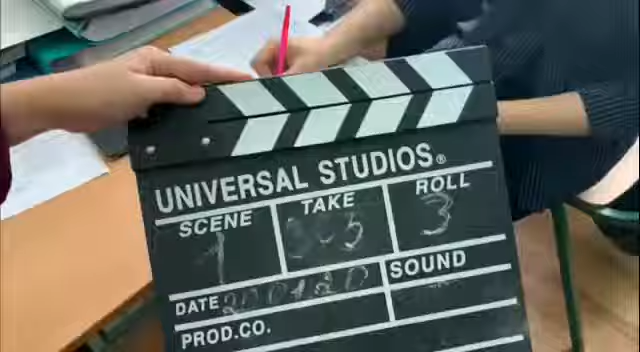 UNIVERSAL STUDIOS®
SCENE TAKE ROLL
1 3
DATE SOUND
PROD.CO.